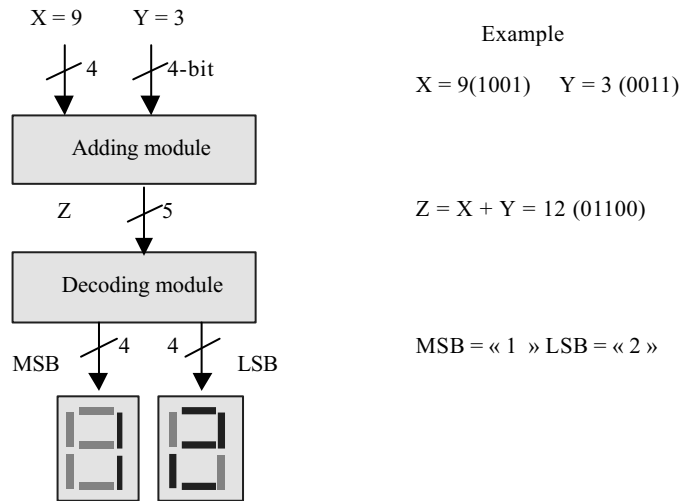 X = 9 Y = 3
Example
4 4-bit
X = 9(1001) Y = 3 (0011)
Adding module
Z 5
Z = X + Y = 12 (01100)
Decoding module
MSB 4 4 LSB
MSB = « 1 » LSB = « 2 »